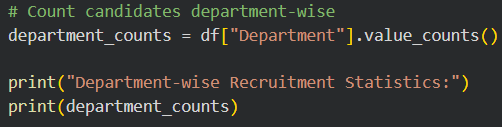 # Count candidates department-wise
department_counts = df["Department"].value_counts()

print("Department-wise Recruitment Statistics:")
print(department_counts)